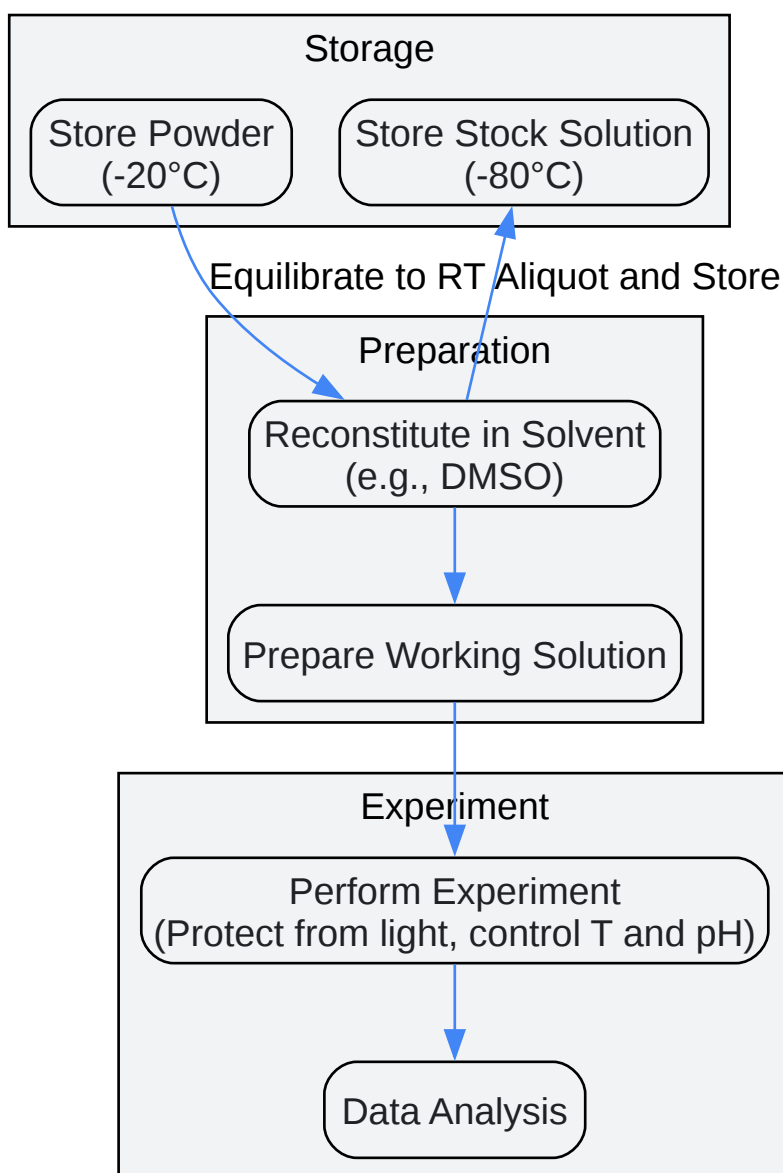 Storage
Store Powder
(-20°C)
Store Stock Solution
(-80°C)
Equilibrate to RT
Aliquot and Store
Preparation
Reconstitute in Solvent
(e.g., DMSO)
Prepare Working Solution
Experiment
Perform Experiment
(Protect from light, control T and pH)
Data Analysis